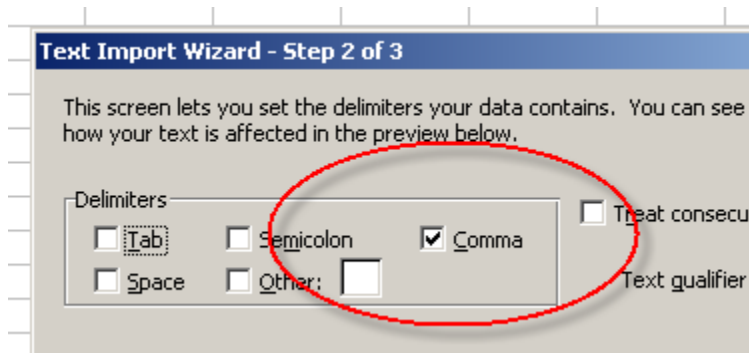 Text Import Wizard - Step 2 of 3
This screen lets you set the delimiters your data contains. You can see
how your text is affected in the preview below.
Delimiters
Tab Semicolon Comma Treat consecu
Space Other: Text qualifier